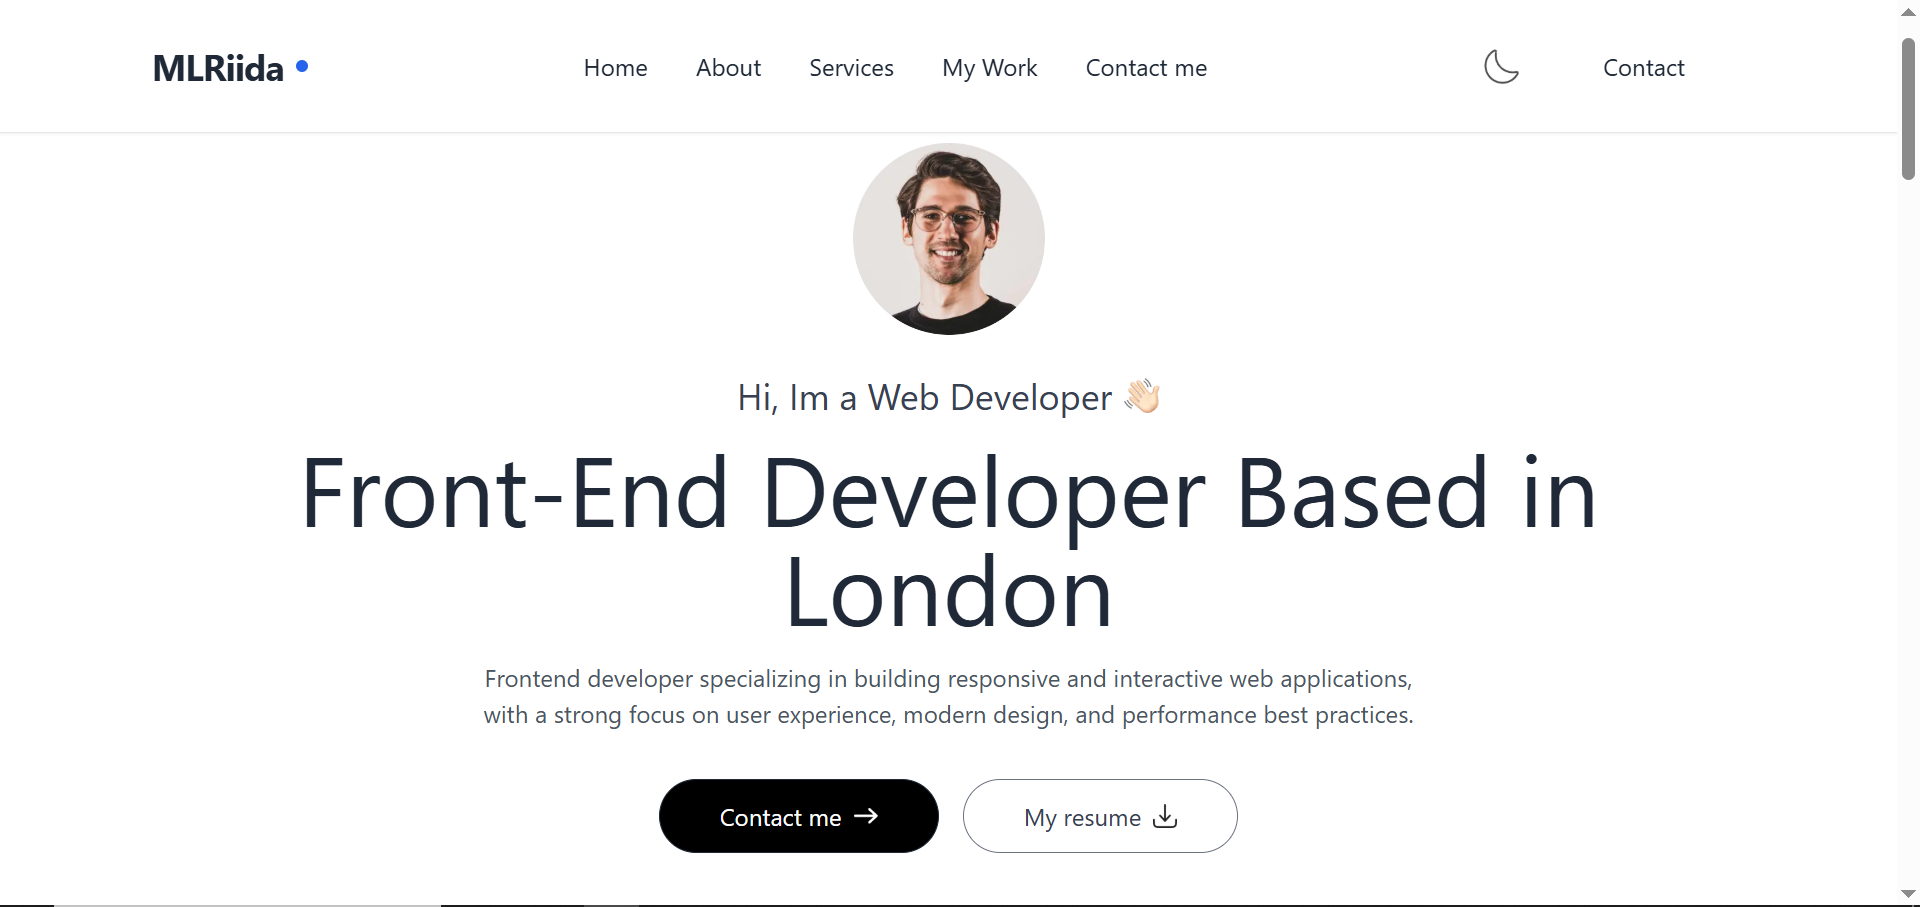 MLRiida
Home About Services My Work Contact me
Contact
Hi, Im a Web Developer 👋🏻
Front-End Developer Based in
London
Frontend developer specializing in building responsive and interactive web applications,
with a strong focus on user experience, modern design, and performance best practices.
Contact me →
My resume